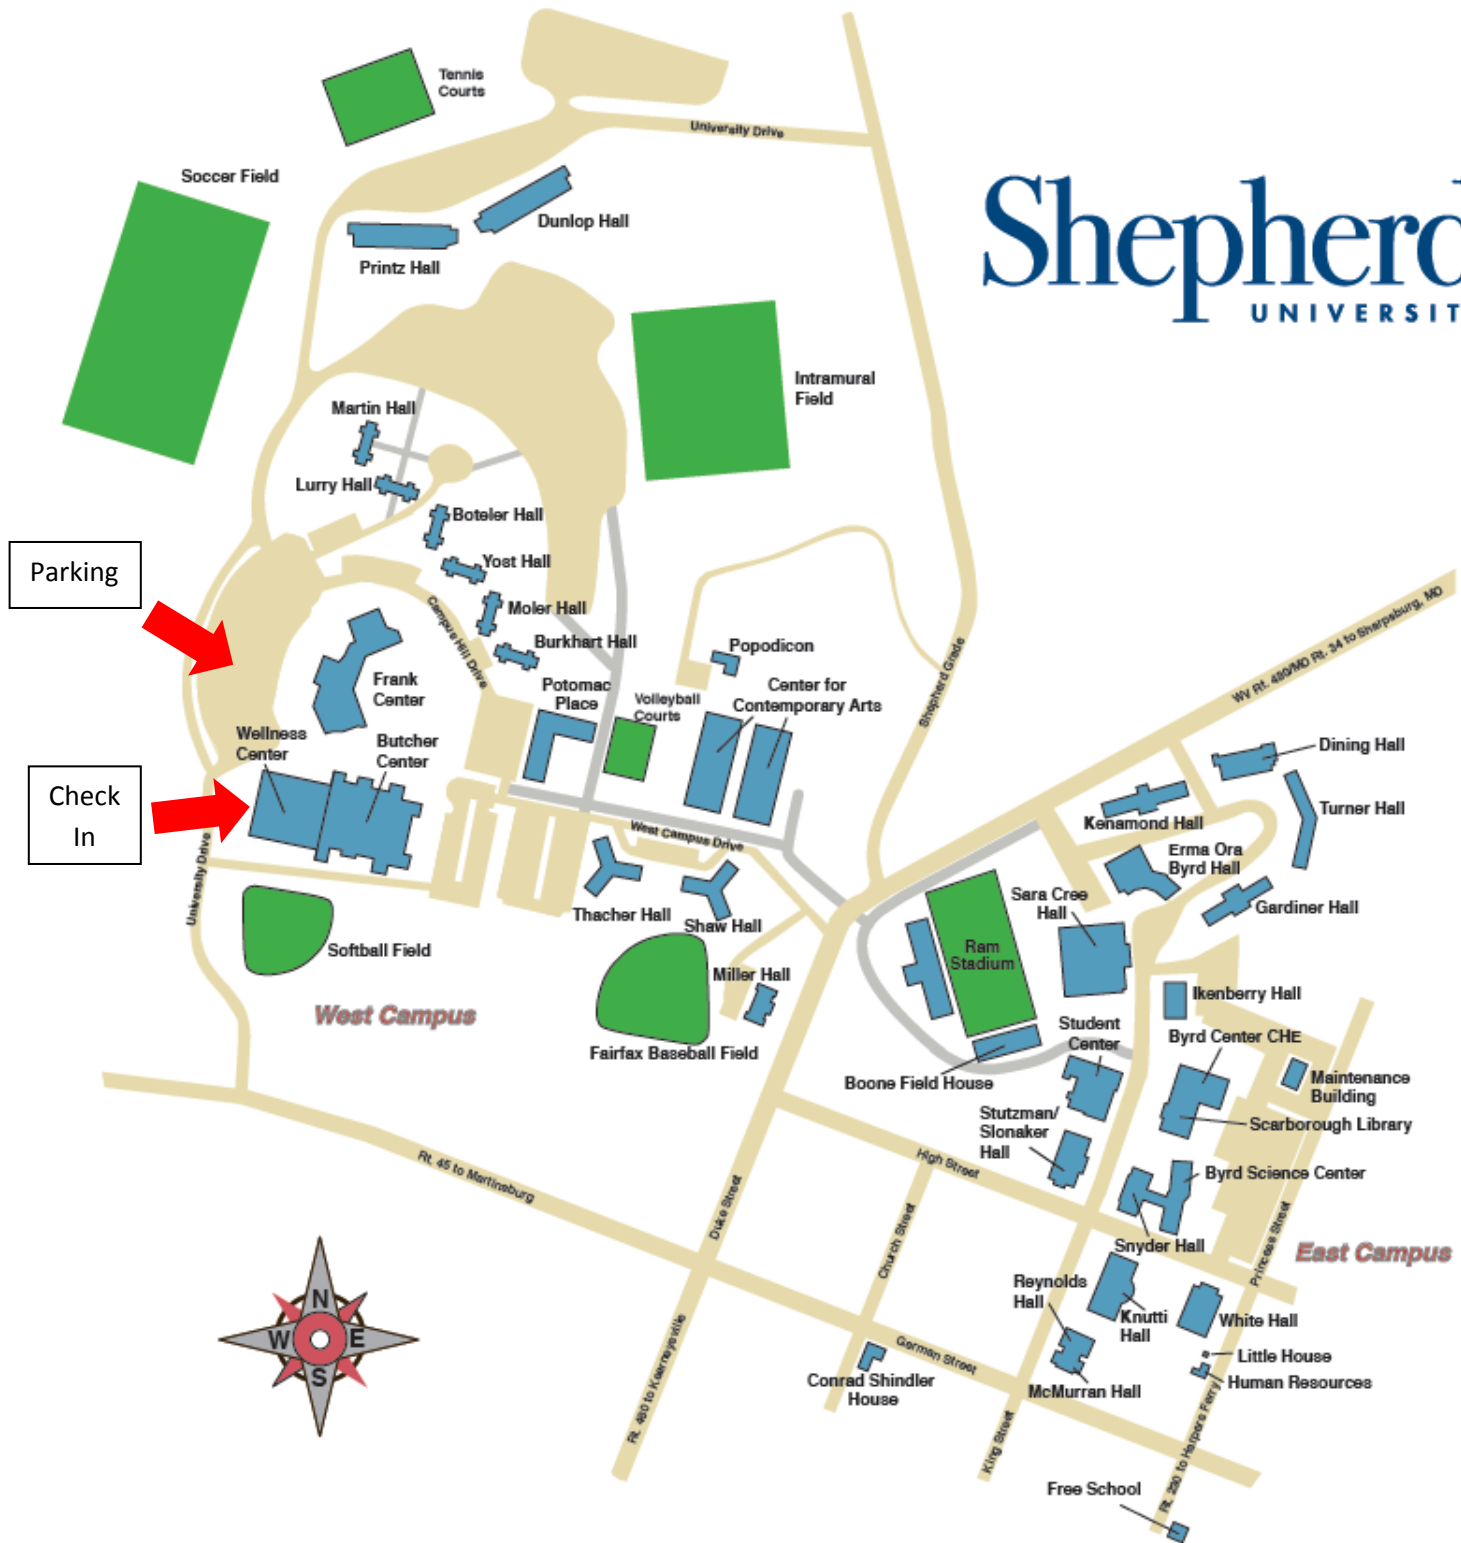 Tennis
Courts
University Drive
Soccer Field
Dunlop Hall
Printz Hall
Shepherd
UNIVERSIT
Intramural
Field
Martin Hall
Lurry Hall
Boteler Hall
Yost Hall
Parking
Moler Hall
Campus Hill Drive
Burkhart Hall
Popodicon
Shepherd Grade
WV Rt. 480/MD Rt. 34 to Sharpsburg, MD
Frank
Center
Potomac
Place
Volleyball
Courts
Center for
Contemporary Arts
Wellness
Center
Butcher
Center
Dining Hall
Check
In
Turner Hall
Kenamond Hall
West Campus Drive
Erma Ora
Byrd Hall
University Drive
Thacher Hall
Shaw Hall
Sara Cree
Hall
Gardiner Hall
Softball Field
Ram
Stadium
Miller Hall
Ikenberry Hall
West Campus
Fairfax Baseball Field
Student
Center
Byrd Center CHE
Boone Field House
Maintenance
Building
Stutzman/
Slonaker
Hall
Scarborough Library
Rt. 45 to Martinsburg
High Street
Byrd Science Center
Duke Street
Church Street
Snyder Hall
Princess Street
East Campus
Reynolds
Hall
Knutti
Hall
White Hall
N
W
E
S
Rt. 480 to Kearneysville
German Street
Little House
Human Resources
Conrad Shindler
House
McMurran Hall
King Street
Rt. 230 to Harpers Ferry
Free School